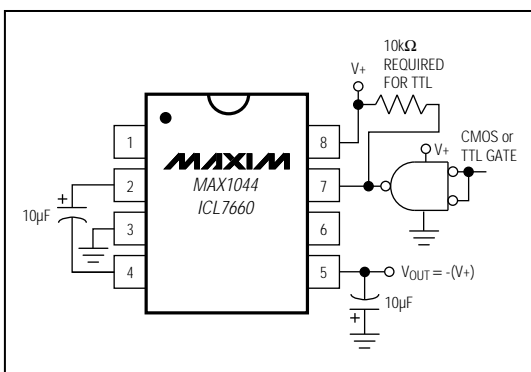 10kΩ
REQUIRED
FOR TTL
V+
CMOS or
TTL GATE
V+
1
2
3
4
8
7
6
5
MAXIM
MAX1044
ICL7660
+
10µF
VOUT = -(V+)
10µF
+